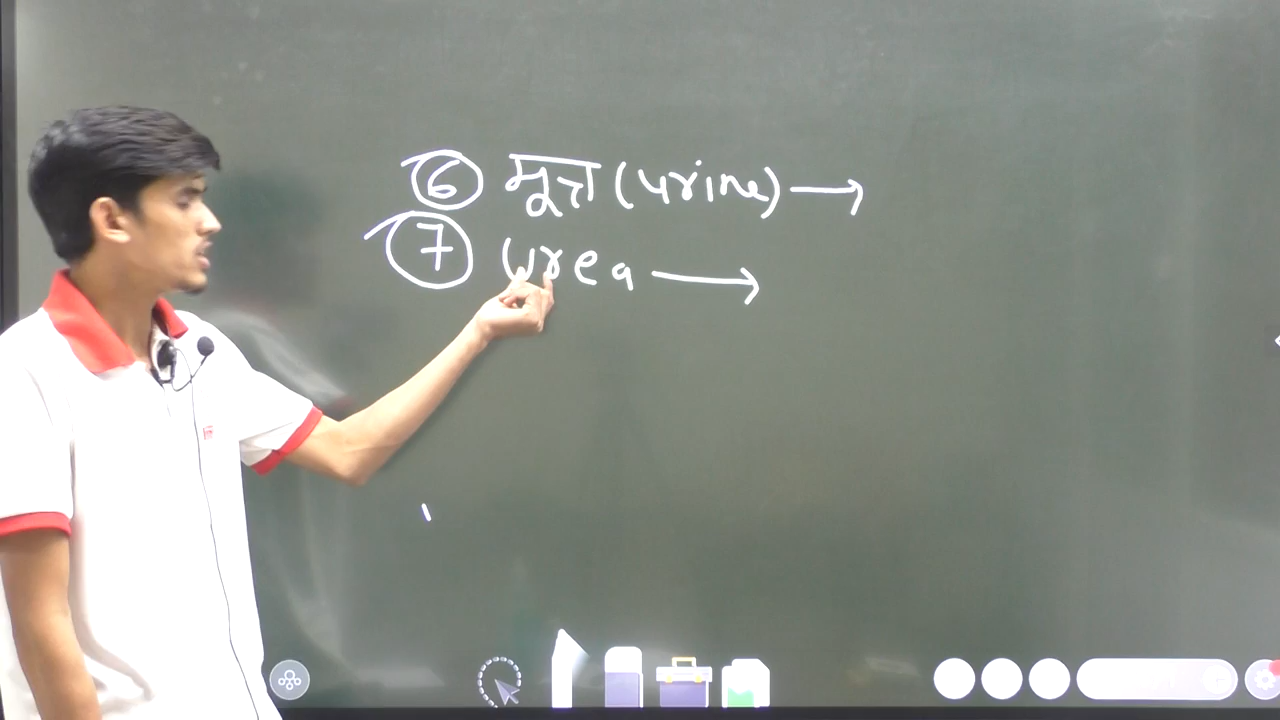 6 मूत्र (urine) →
7 urea →